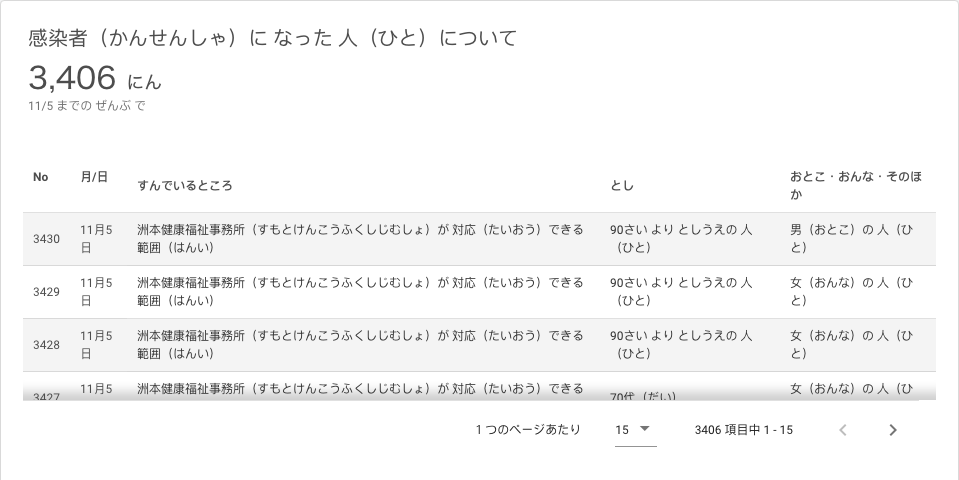 感染者（かんせんしゃ）に なった 人（ひと）について
3,406 にん
11/5 までの ぜんぶ で
No 月/日 すんでいるところ とし おとこ・おんな・そのほ
か
3430 11月5 洲本健康福祉事務所（すもとけんこうふくしじむしょ）が 対応（たいおう）できる 90さい より としうえの 人 男（おとこ）の 人（ひ
日 範囲（はんい） （ひと） と）
3429 11月5 洲本健康福祉事務所（すもとけんこうふくしじむしょ）が 対応（たいおう）できる 90さい より としうえの 人 女（おんな）の 人（ひ
日 範囲（はんい） （ひと） と）
3428 11月5 洲本健康福祉事務所（すもとけんこうふくしじむしょ）が 対応（たいおう）できる 90さい より としうえの 人 女（おんな）の 人（ひ
日 範囲（はんい） （ひと） と）
3427 11月5 洲本健康福祉事務所（すもとけんこうふくしじむしょ）が 対応（たいおう）できる 70代（だい） 女（おんな）の 人（ひ
1 つのページあたり 15 3406 項目中 1 - 15